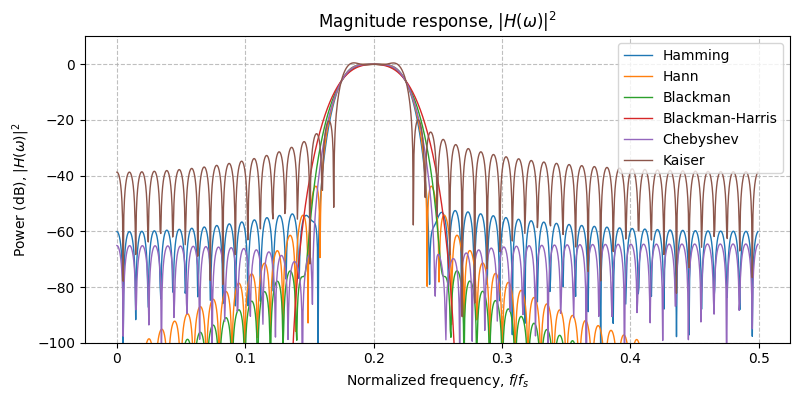 Magnitude response, |H(ω)|²
Power (dB), |H(ω)|²
0
−20
−40
−60
−80
−100
Hamming
Hann
Blackman
Blackman-Harris
Chebyshev
Kaiser
0 0.1 0.2 0.3 0.4 0.5
Normalized frequency, f/fₛ